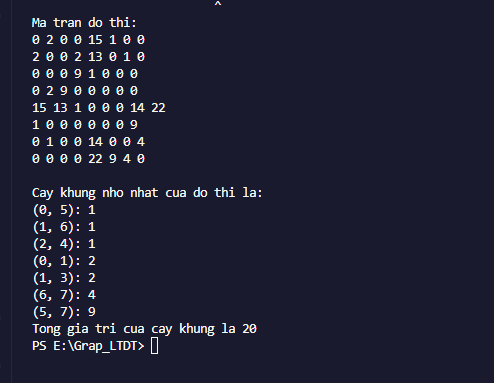 ^
Ma tran do thi:
0 2 0 0 15 1 0 0
2 0 0 2 13 0 1 0
0 0 0 9 1 0 0 0
0 2 9 0 0 0 0 0
15 13 1 0 0 0 14 22
1 0 0 0 0 0 0 9
0 1 0 0 14 0 0 4
0 0 0 0 22 9 4 0
Cay khung nho nhat cua do thi la:
(0, 5): 1
(1, 6): 1
(2, 4): 1
(0, 1): 2
(1, 3): 2
(6, 7): 4
(5, 7): 9
Tong gia tri cua cay khung la 20
PS E:\Grap_LTDT>